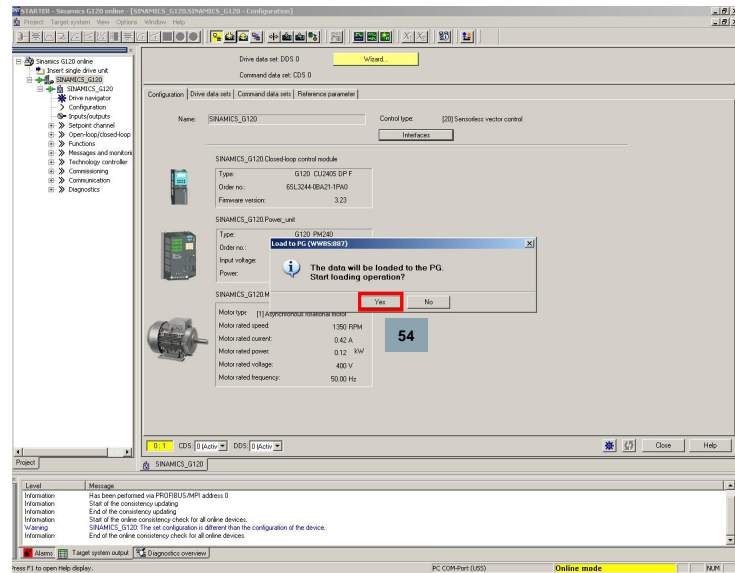 STARTER - Sinamics G120 online - [SINAMICS_G120.SINAMICS_G120 - Configuration]
Project Target system View Options Window Help
Sinamics G120 online
Insert single drive unit
SINAMICS_G120
SINAMICS_G120
Drive navigator
Configuration
Inputs/outputs
Setpoint channel
Open-loop/closed-loop
Functions
Messages and monitori
Technology controller
Commissioning
Communication
Diagnostics
Project
Drive data set: DDS 0
Wizard...
Command data set: CDS 0
Configuration Drive data sets Command data sets Reference parameter
Name: SINAMICS_G120 Control type: [20] Sensorless vector control
Interfaces
SINAMICS_G120.Closed-loop control module
Type: G120 CU240S DP F
Order no.: 6SL3244-0BA21-1PA0
Firmware version: 3.23
SINAMICS_G120.Power_unit
Type: G120 PM240
Order no.:
Input voltage:
Power:
Load to PG (WWBS:887)
The data will be loaded to the PG.
Start loading operation?
Yes No
SINAMICS_G120.M
Motor type [1] Asynchronous rotational motor
Motor rated speed: 1350 RPM
Motor rated current: 0.42 A
Motor rated power: 0.12 kW
Motor rated voltage: 400 V
Motor rated frequency: 50.00 Hz
54
0 : 1 CDS: 0 (Activ DDS: 0 (Activ
Close Help
SINAMICS_G120
Level Message
Information Has been performed via PROFIBUS/MPI address 0
Information Start of the consistency updating
Information End of the consistency updating
Information Start of the online consistency check for all online devices.
Warning SINAMICS_G120: The set configuration is different than the configuration of the device.
Information End of the online consistency check for all online devices.
Alarms Target system output Diagnostics overview
Press F1 to open Help display. PC COM-Port (USS) Online mode NUM